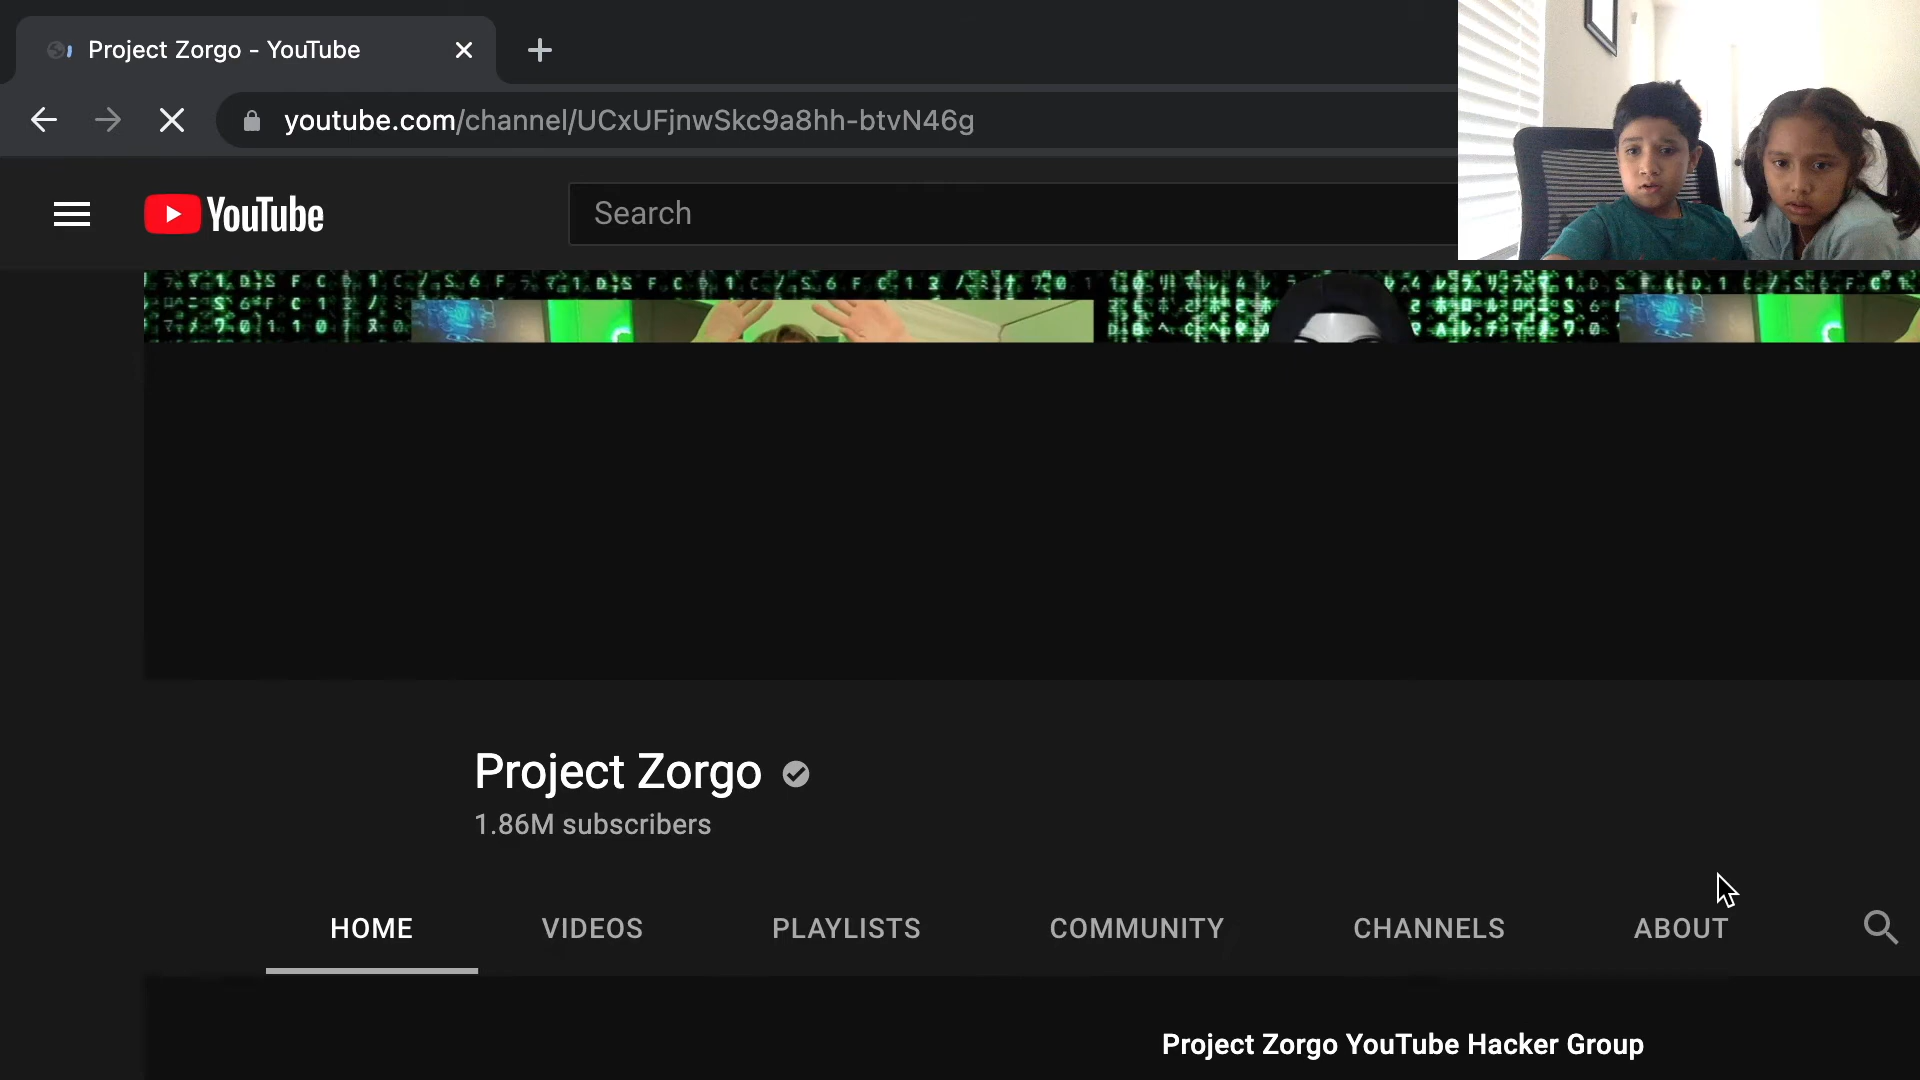 Project Zorgo - YouTube
youtube.com/channel/UCxUFjnwSkc9a8hh-btvN46g
YouTube
Search
Project Zorgo
1.86M subscribers
HOME
VIDEOS
PLAYLISTS
COMMUNITY
CHANNELS
ABOUT
Project Zorgo YouTube Hacker Group